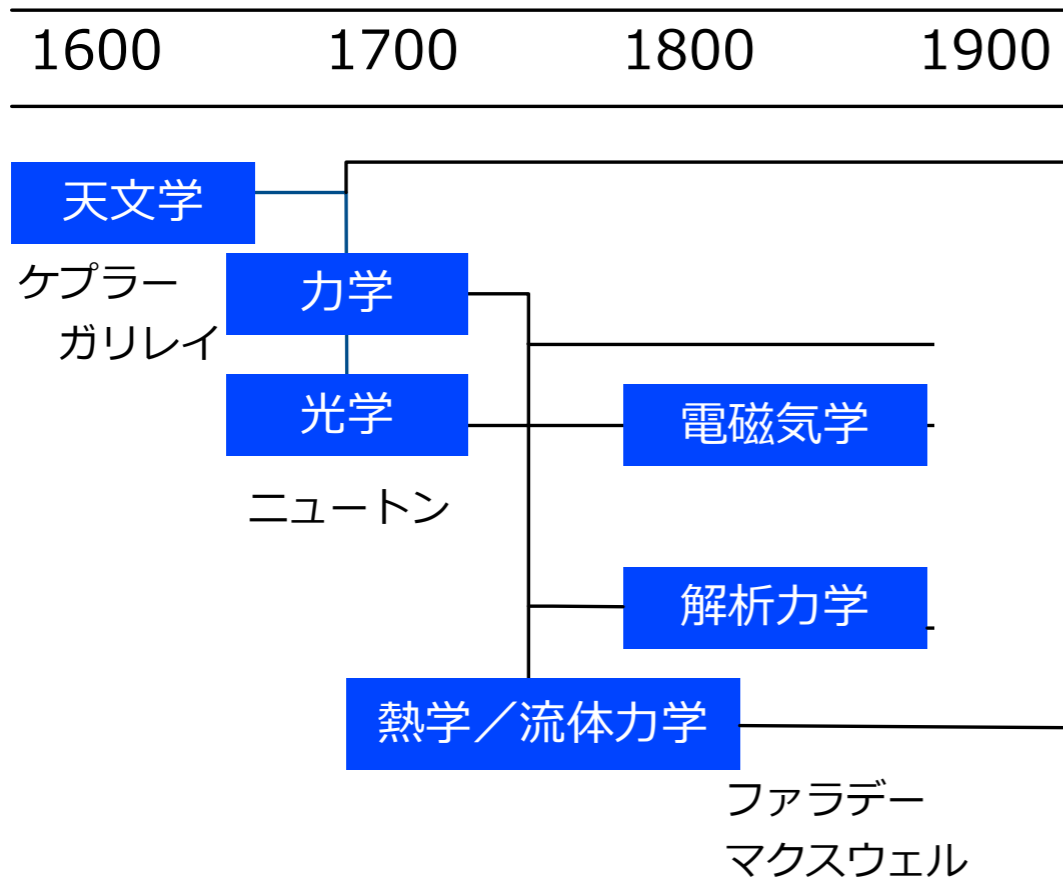 1600 1700 1800 1900
天文学
ケプラー
ガリレイ
力学
光学
電磁気学
ニュートン
解析力学
熱学／流体力学
ファラデー
マクスウェル